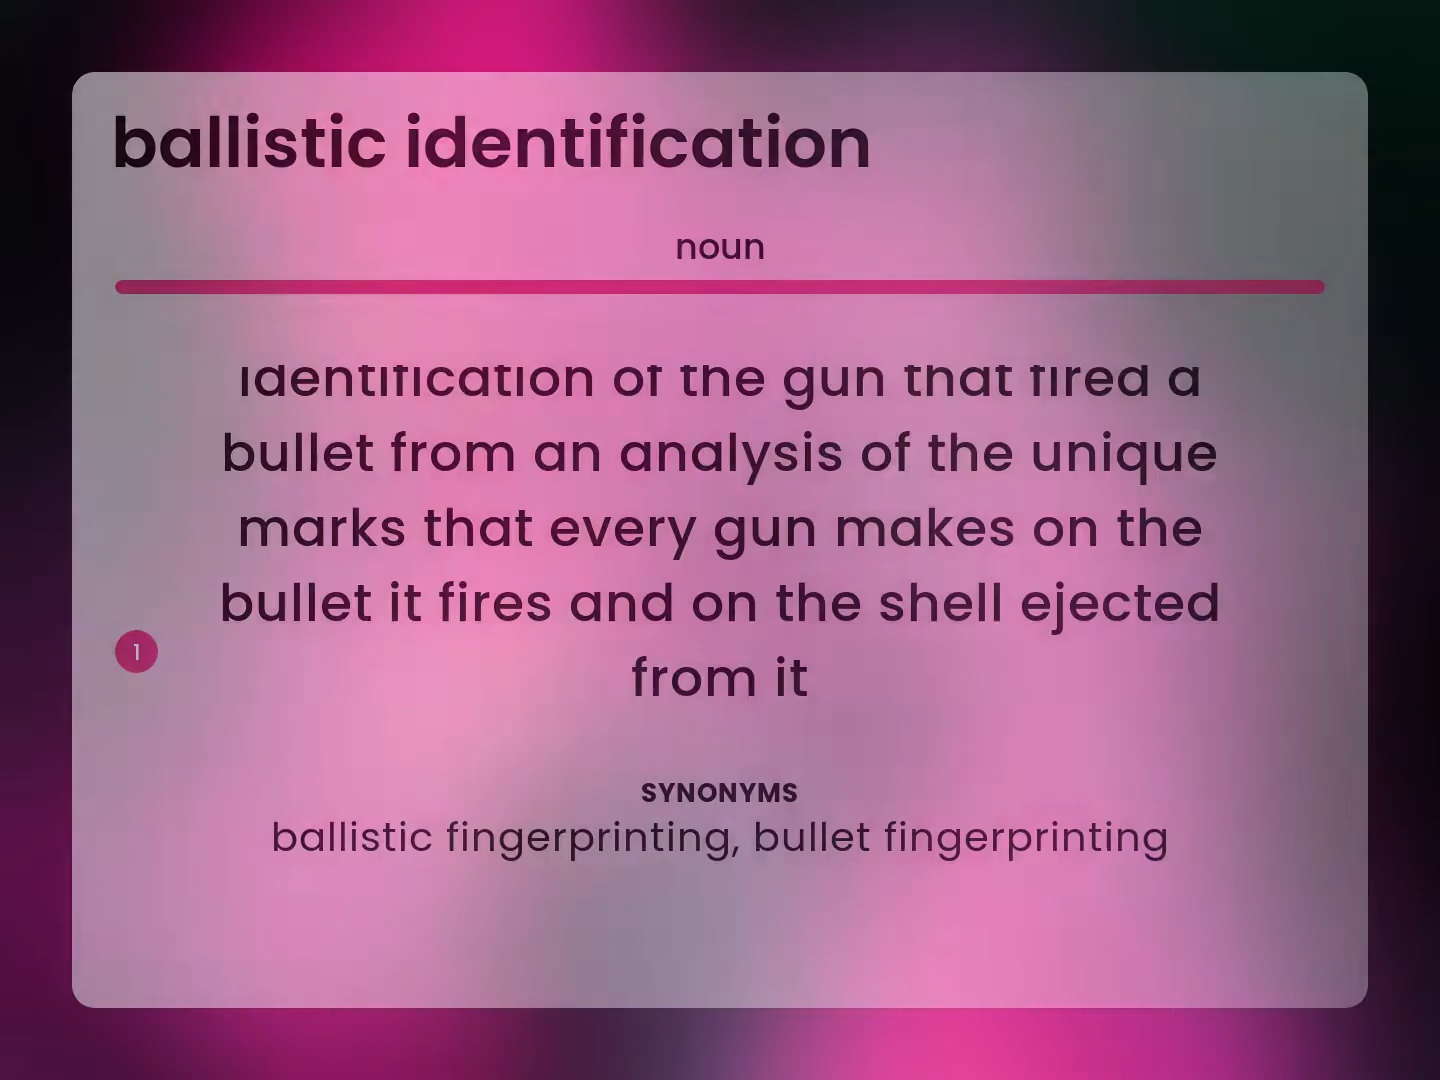 ballistic identification
noun
identification of the gun that fired a
bullet from an analysis of the unique
marks that every gun makes on the
bullet it fires and on the shell ejected
from it
1
SYNONYMS
ballistic fingerprinting, bullet fingerprinting